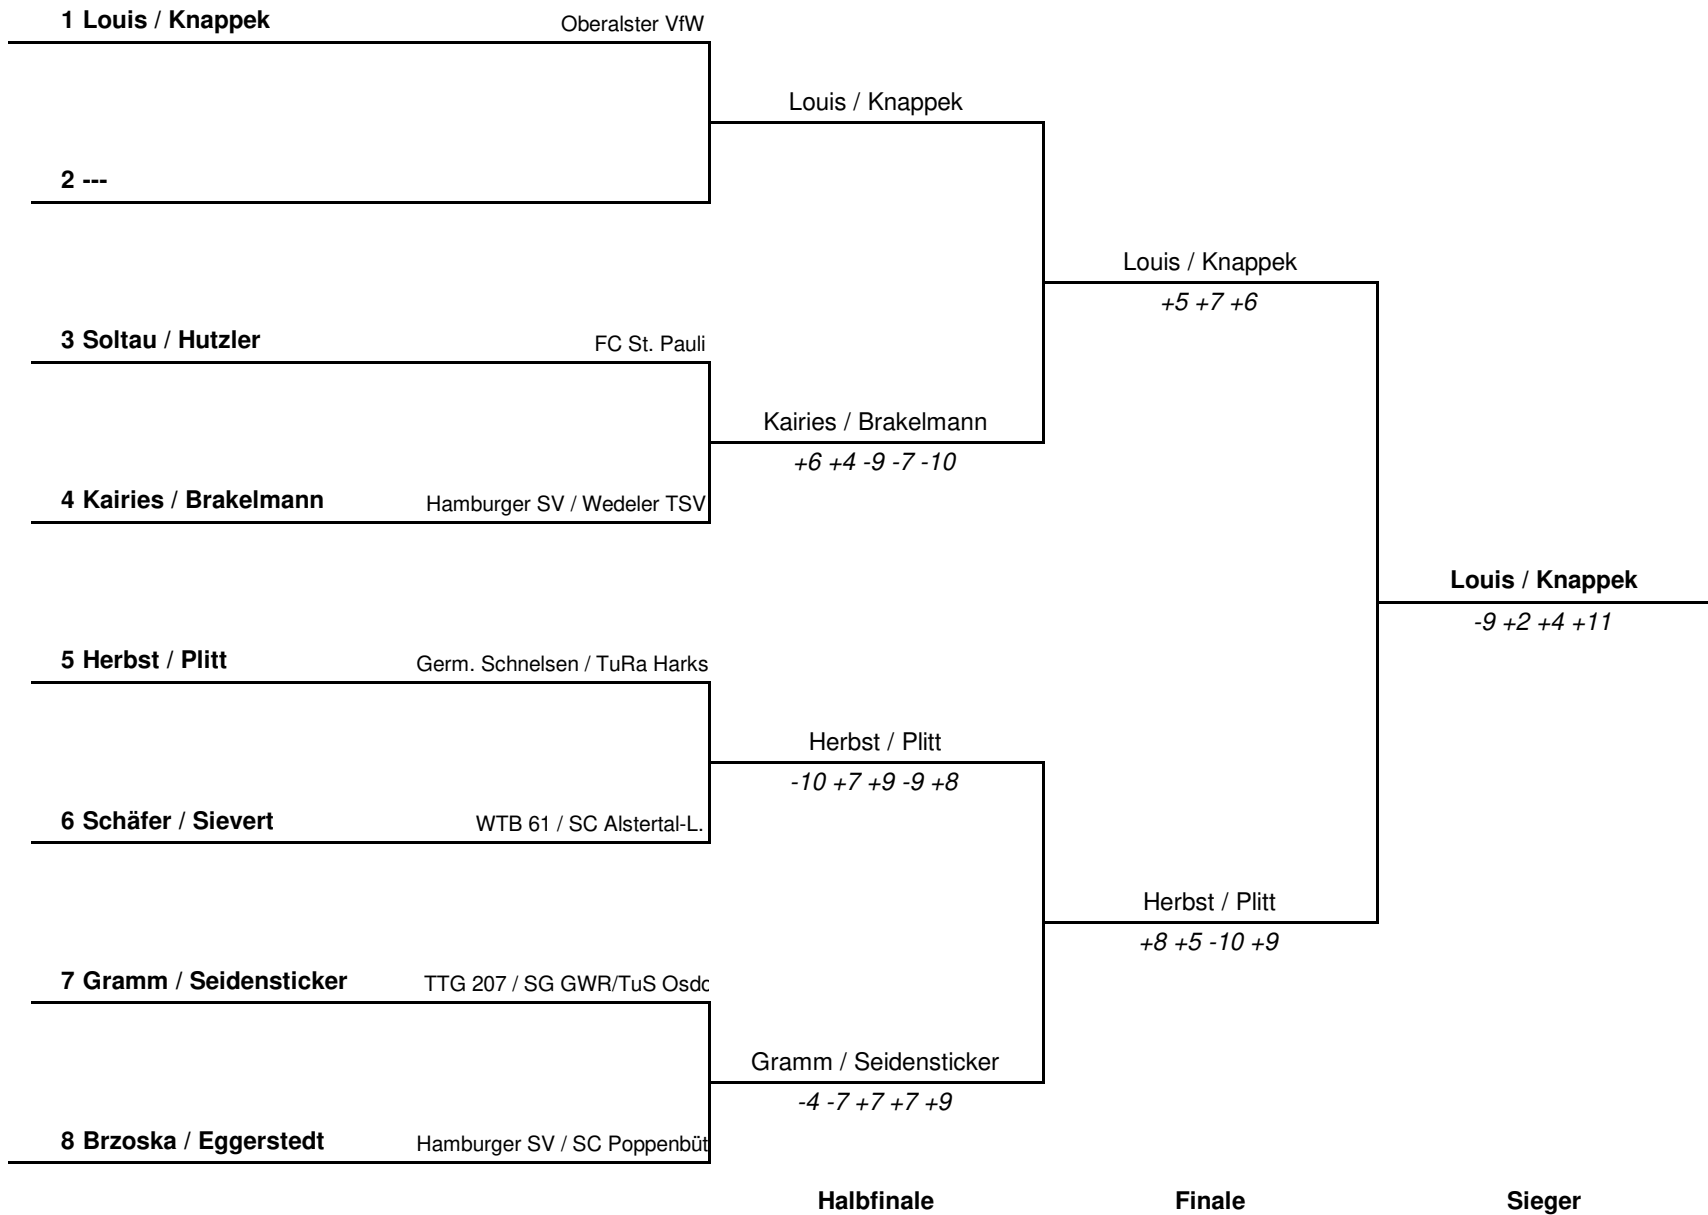 1 Louis / Knappek Oberalster VfW
Louis / Knappek
2 ---
Louis / Knappek
+5 +7 +6
3 Soltau / Hutzler FC St. Pauli
Kairies / Brakelmann
+6 +4 -9 -7 -10
4 Kairies / Brakelmann Hamburger SV / Wedeler TSV
Louis / Knappek
-9 +2 +4 +11
5 Herbst / Plitt Germ. Schnelsen / TuRa Harks
Herbst / Plitt
-10 +7 +9 -9 +8
6 Schäfer / Sievert WTB 61 / SC Alstertal-L.
Herbst / Plitt
+8 +5 -10 +9
7 Gramm / Seidensticker TTG 207 / SG GWR/TuS Osdo
Gramm / Seidensticker
-4 -7 +7 +7 +9
8 Brzoska / Eggerstedt Hamburger SV / SC Poppenbüt
Halbfinale Finale Sieger